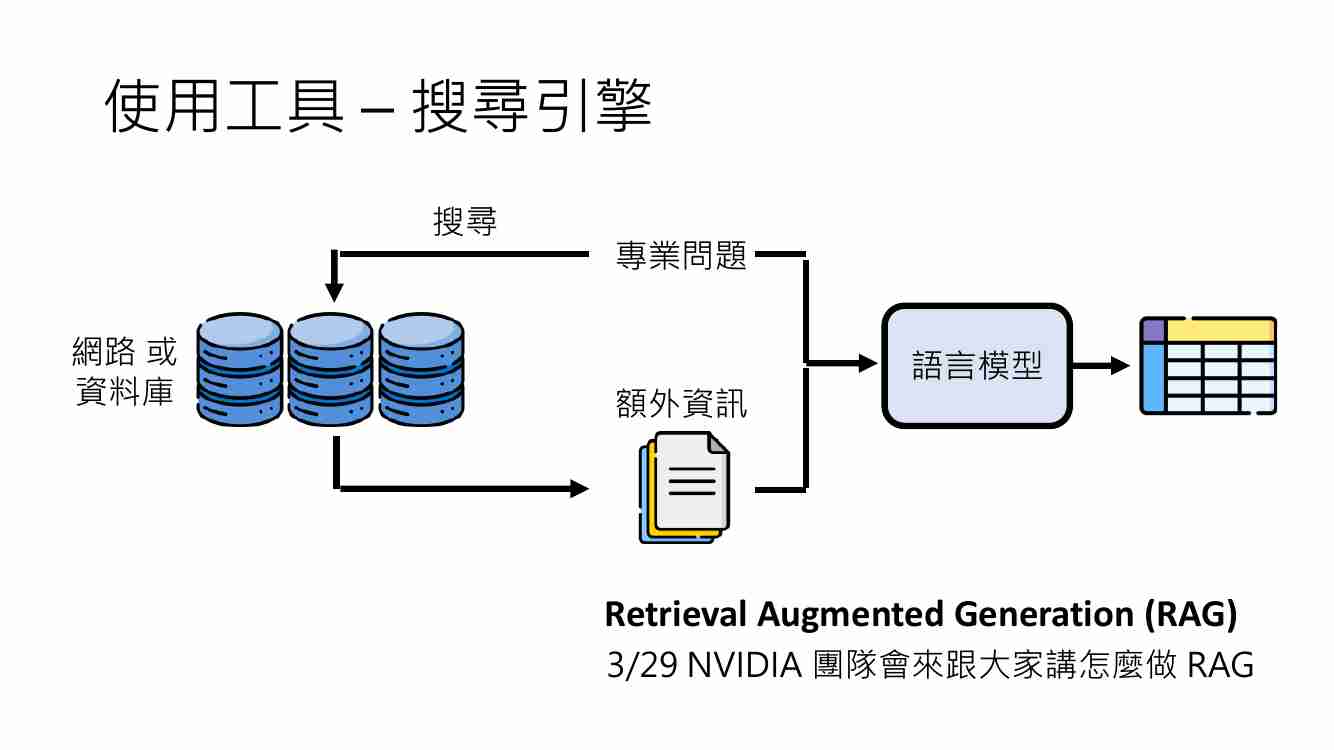 使用工具 – 搜尋引擎
搜尋
專業問題
網路 或
資料庫
額外資訊
語言模型
Retrieval Augmented Generation (RAG)
3/29 NVIDIA 團隊會來跟大家講怎麼做 RAG